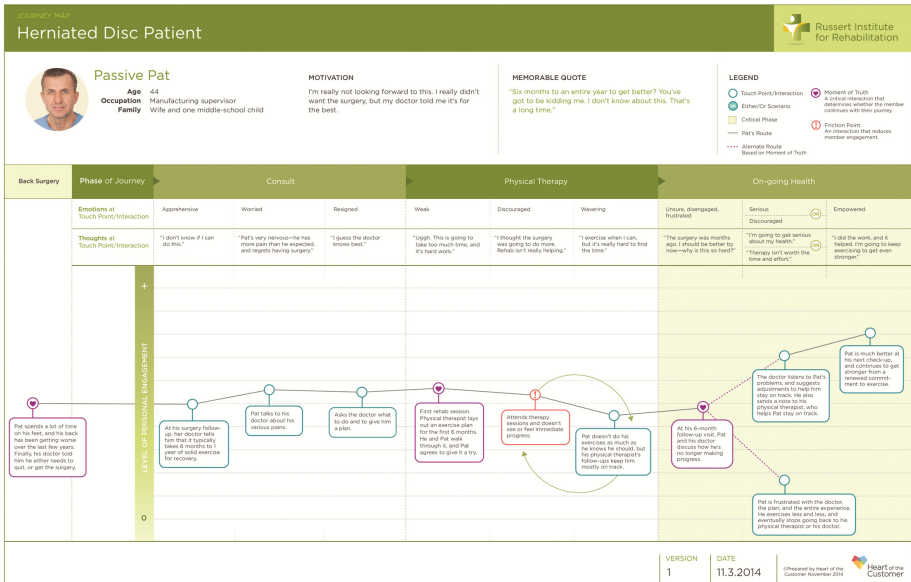 JOURNEY MAP
Herniated Disc Patient
Russert Institute
for Rehabilitation
Passive Pat
Age 44
Occupation Manufacturing supervisor
Family Wife and one middle-school child
MOTIVATION
I'm really not looking forward to this. I really didn't
want the surgery, but my doctor told me it's for
the best.
MEMORABLE QUOTE
"Six months to an entire year to get better? You've
got to be kidding me. I don't know about this. That's
a long time."
LEGEND
Touch Point/Interaction
Either/Or Scenario
OR
Critical Phase
Pat's Route
Alernate Route
Based on Moment of Truth
Moment of Truth
A critical interaction that
determines whether the member
continues with their journey.
Friction Point
An interaction that reduces
member engagement.
Back Surgery
Phase of Journey
Consult
Physical Therapy
On-going Health
Emotions at
Touch Point/Interaction
Apprehensive
Worried
Resigned
Weak
Discouraged
Wavering
Unsure, disengaged,
frustrated
Serious
OR
Discouraged
Empowered
Thoughts at
Touch Point/Interaction
"I don't know if I can
do this."
"Pat's very nervous—he has
more pain than he expected,
and regrets having surgery."
"I guess the doctor
knows best."
"Uggh. This is going to
take too much time, and
it's hard work."
"I thought the surgery
was going to do more.
Rehab isn't really helping."
"I exercise when I can,
but it's really hard to find
the time."
"The surgery was months
ago. I should be better by
now—why is this so hard?"
"I'm going to get serious
about my health."
OR
"Therapy isn't worth the
time and effort."
"I did the work, and it
helped. I'm going to keep
exercising to get even
stronger."
+
LEVEL OF PERSONAL ENGAGEMENT
0
Pat spends a lot of time
on his feet, and his back
has been getting worse
over the last few years.
Finally, his doctor told
him he either needs to
quit, or get the surgery.
At his surgery follow-
up, her doctor tells
him that it typically
takes 6 months to 1
year of solid exercise
for recovery.
Pat talks to his
doctor about his
various pains.
Asks the doctor what
to do and to give him
a plan.
First rehab session.
Physical therapist lays
out an exercise plan
for the first 6 months.
He and Pat walk
through it, and Pat
agrees to give it a try.
Attends therapy
sessions and doesn't
see or feel immediate
progress.
Pat doesn't do his
exercises as much as
he knows he should, but
his physical therapist's
follow-ups keep him
mostly on track.
At his 6-month
follow-up visit, Pat
and his doctor
discuss how he's
no longer making
progress.
The doctor listens to Pat's
problems, and suggests
adjustments to help him
stay on track. He also
sends a note to his
physical therapist, who
helps Pat stay on track.
Pat is much better at
his next check-up,
and continues to get
stronger from a
renewed commit-
ment to exercise.
Pat is frustrated with the doctor,
the plan, and the entire experience.
He exercises less and less, and
eventually stops going back to his
physical therapist or his doctor.
VERSION
1
DATE
11.3.2014
©Prepared by Heart of the
Customer November 2014
Heart of the
Customer